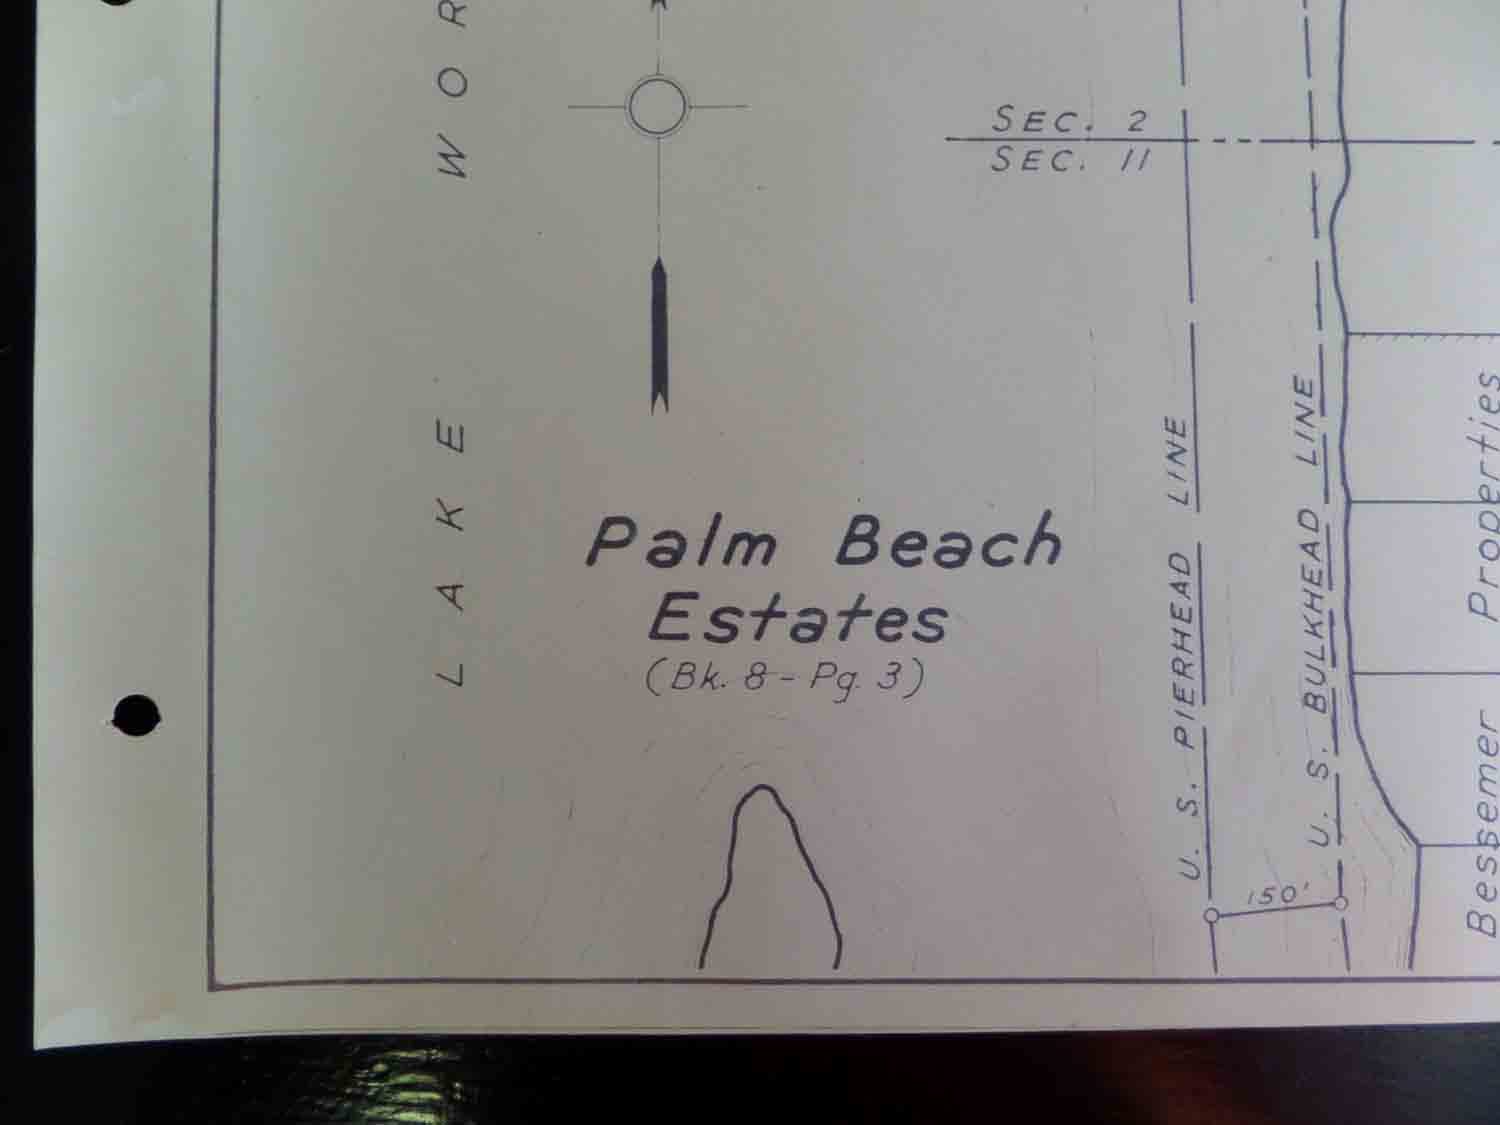 SEC. 2
SEC. 11
LAKE WOR
Palm Beach
Estates
(Bk. 8 - Pg. 3)
U. S. PIERHEAD LINE
U. S. BULKHEAD LINE
150'
Bessemer Properties